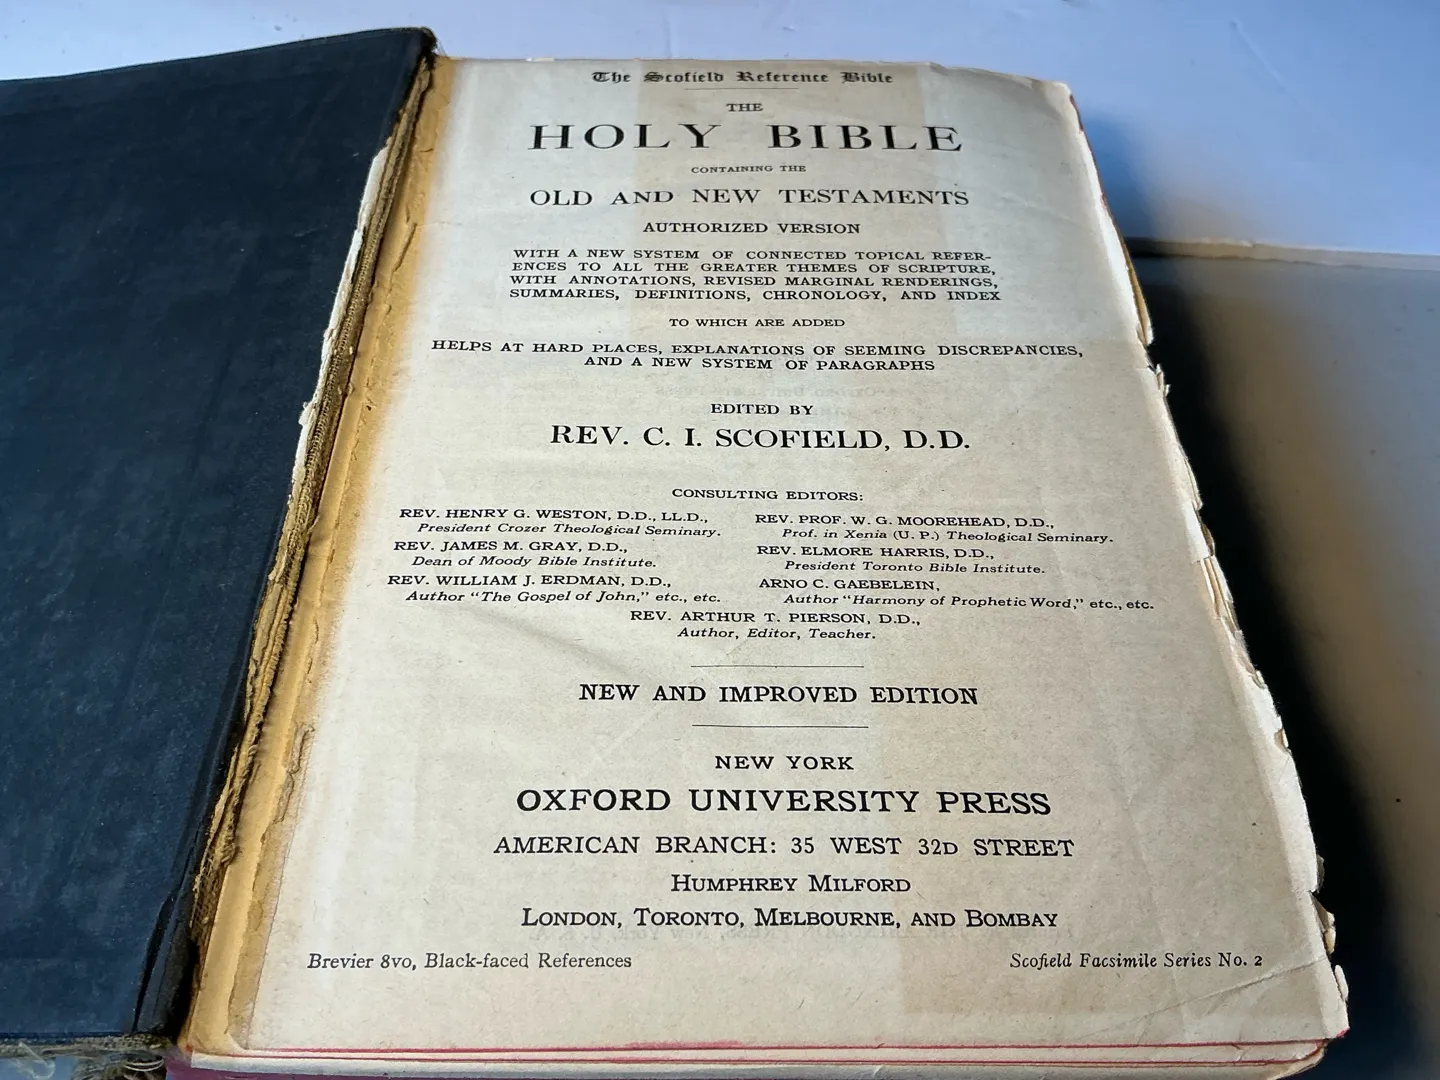 The Scofield Reference Bible
THE
HOLY BIBLE
CONTAINING THE
OLD AND NEW TESTAMENTS
AUTHORIZED VERSION
WITH A NEW SYSTEM OF CONNECTED TOPICAL REFER-
ENCES TO ALL THE GREATER THEMES OF SCRIPTURE,
WITH ANNOTATIONS, REVISED MARGINAL RENDERINGS,
SUMMARIES, DEFINITIONS, CHRONOLOGY, AND INDEX
TO WHICH ARE ADDED
HELPS AT HARD PLACES, EXPLANATIONS OF SEEMING DISCREPANCIES,
AND A NEW SYSTEM OF PARAGRAPHS
EDITED BY
REV. C. I. SCOFIELD, D.D.
CONSULTING EDITORS:
REV. HENRY G. WESTON, D.D., LL.D.,
President Crozer Theological Seminary.
REV. JAMES M. GRAY, D.D.,
Dean of Moody Bible Institute.
REV. WILLIAM J. ERDMAN, D.D.,
Author "The Gospel of John," etc., etc.
REV. PROF. W. G. MOOREHEAD, D.D.,
Prof. in Xenia (U. P.) Theological Seminary.
REV. ELMORE HARRIS, D.D.,
President Toronto Bible Institute.
ARNO C. GAEBELEIN,
Author "Harmony of Prophetic Word," etc., etc.
REV. ARTHUR T. PIERSON, D.D.,
Author, Editor, Teacher.
NEW AND IMPROVED EDITION
NEW YORK
OXFORD UNIVERSITY PRESS
AMERICAN BRANCH: 35 WEST 32D STREET
HUMPHREY MILFORD
LONDON, TORONTO, MELBOURNE, AND BOMBAY
Brevier 8vo, Black-faced References
Scofield Facsimile Series No. 2